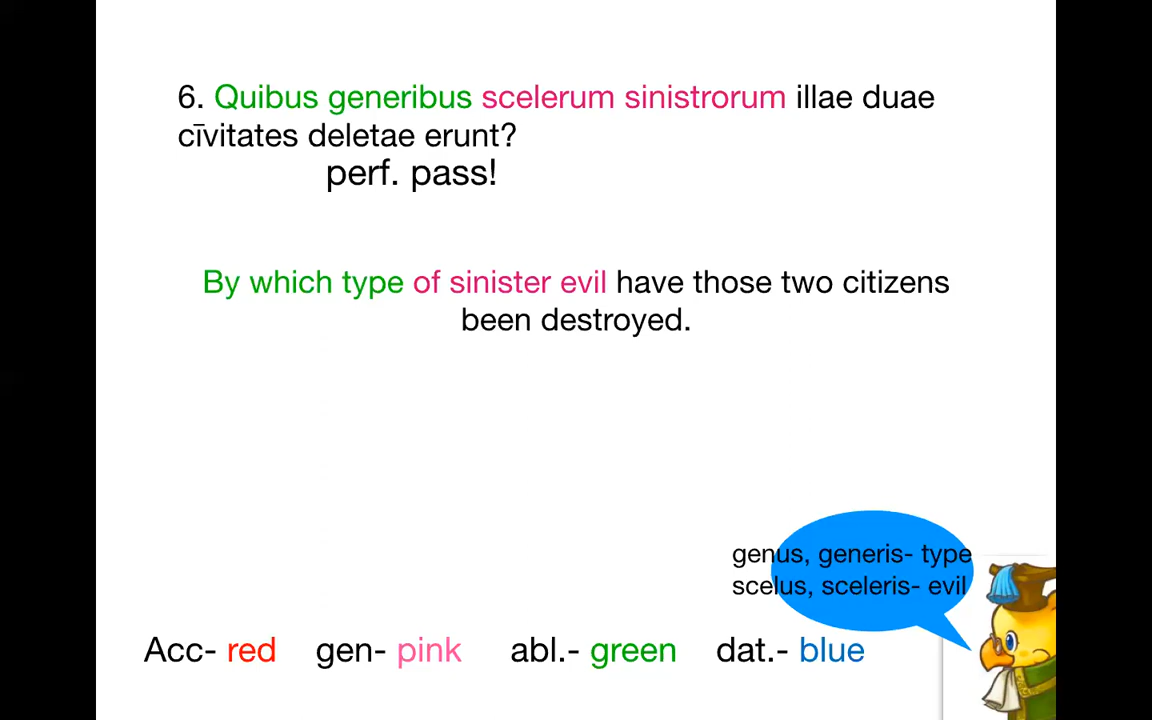 6. Quibus generibus scelerum sinistrorum illae duae
cīvitates deletae erunt?
perf. pass!
By which type of sinister evil have those two citizens
been destroyed.
genus, generis- type
scelus, sceleris- evil
Acc- red gen- pink abl.- green dat.- blue